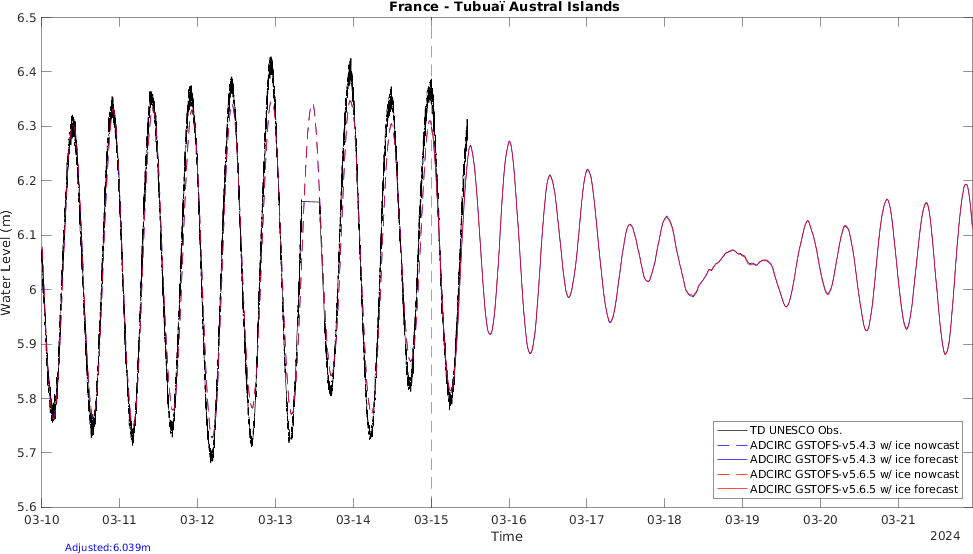 France - Tubuaï Austral Islands
6.5
6.4
6.3
6.2
6.1
6
5.9
5.8
5.7
5.6
Water Level (m)
TD UNESCO Obs.
ADCIRC GSTOFS-v5.4.3 w/ ice nowcast
ADCIRC GSTOFS-v5.4.3 w/ ice forecast
ADCIRC GSTOFS-v5.6.5 w/ ice nowcast
ADCIRC GSTOFS-v5.6.5 w/ ice forecast
03-10 03-11 03-12 03-13 03-14 03-15 03-16 03-17 03-18 03-19 03-20 03-21
Time
2024
Adjusted:6.039m